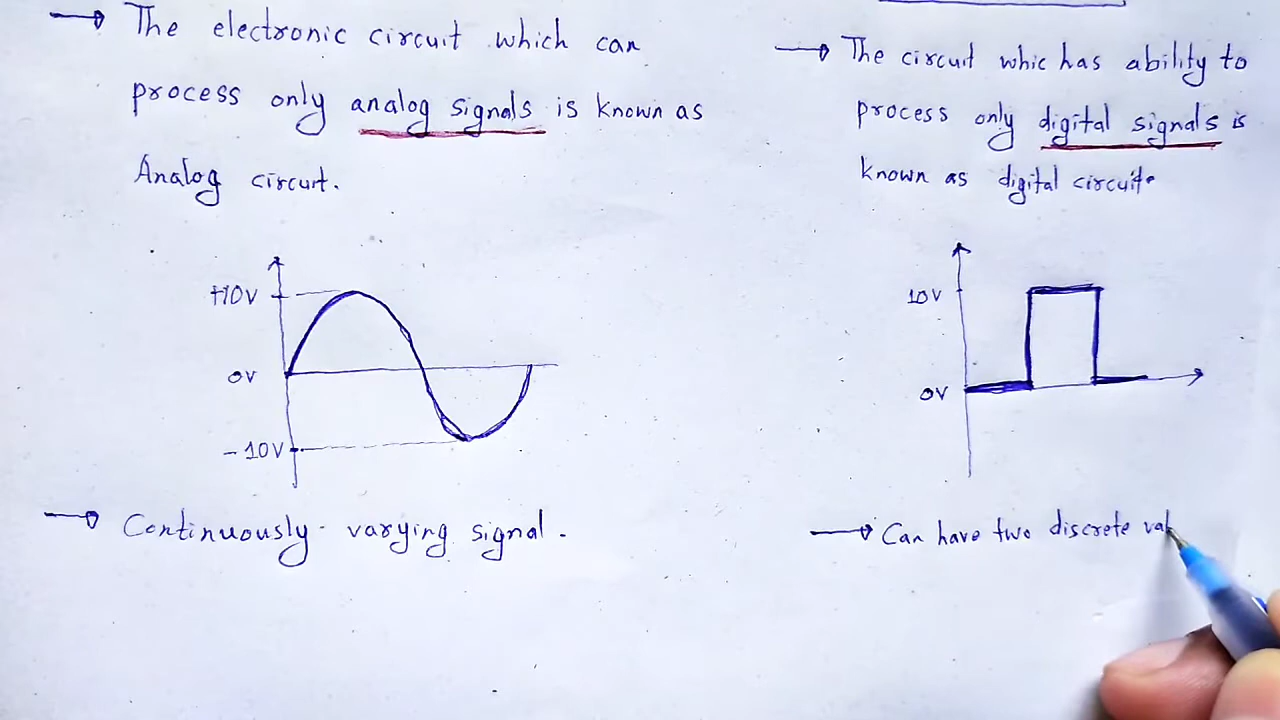 → The electronic circuit which can
process only analog signals is known as
Analog circuit.
+10V
0V
-10V
→ Continuously varying signal.
→ The circuit whic has ability to
process only digital signals is
known as digital circuit.
10V
0V
→ Can have two discrete val